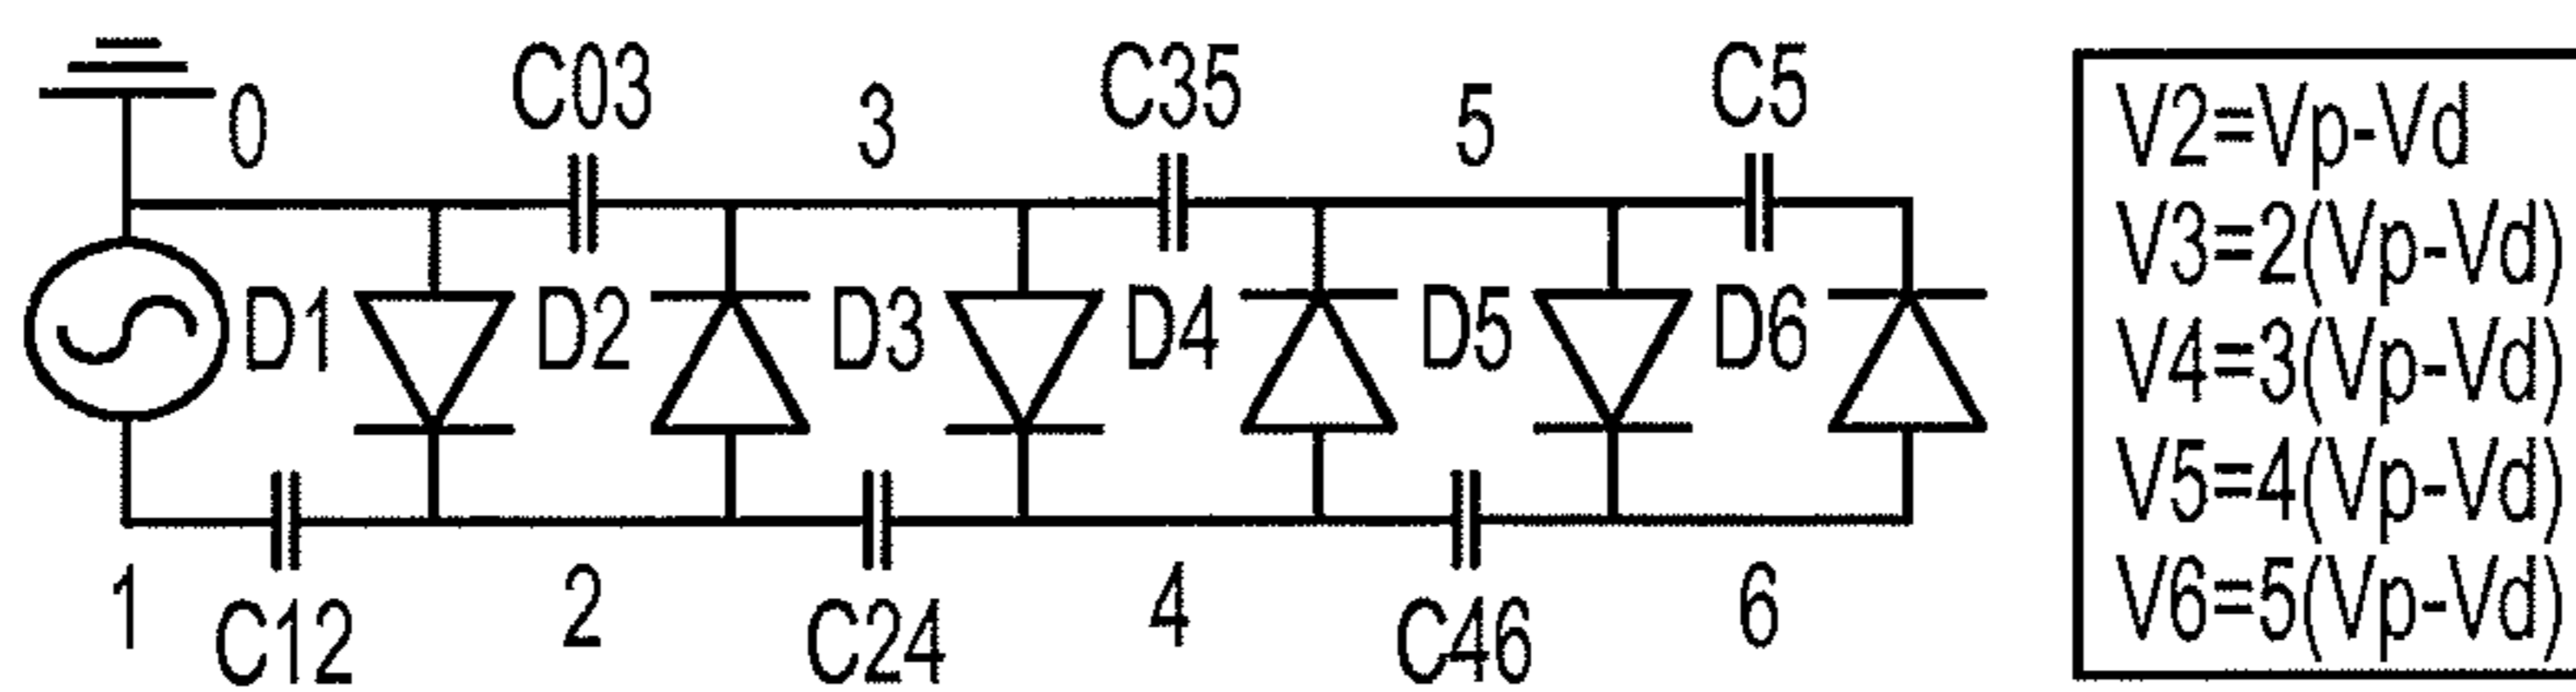 0
C03
3
C35
5
C5
D1
D2
D3
D4
D5
D6
1
C12
2
C24
4
C46
6
V2=Vp-Vd
V3=2(Vp-Vd)
V4=3(Vp-Vd)
V5=4(Vp-Vd)
V6=5(Vp-Vd)